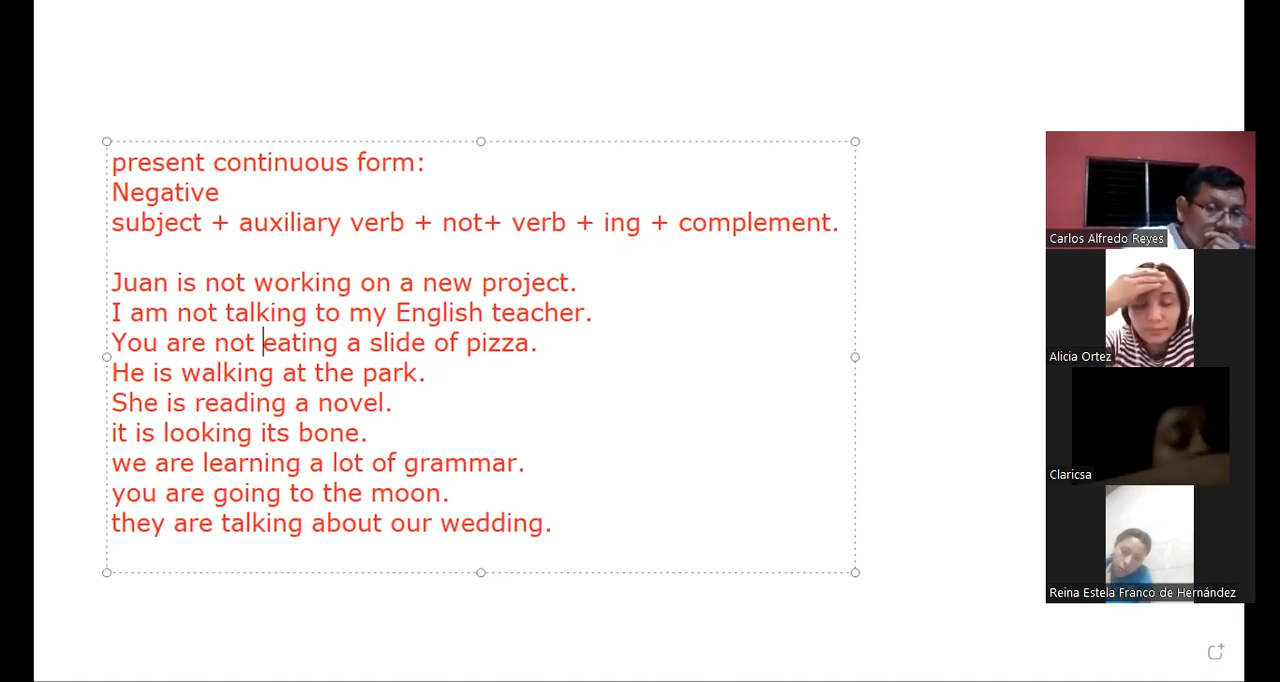 present continuous form:
Negative
subject + auxiliary verb + not+ verb + ing + complement.
Juan is not working on a new project.
I am not talking to my English teacher.
You are not eating a slide of pizza.
He is walking at the park.
She is reading a novel.
it is looking its bone.
we are learning a lot of grammar.
you are going to the moon.
they are talking about our wedding.
Carlos Alfredo Reyes
Alicia Ortez
Claricsa
Reina Estela Franco de Hernández